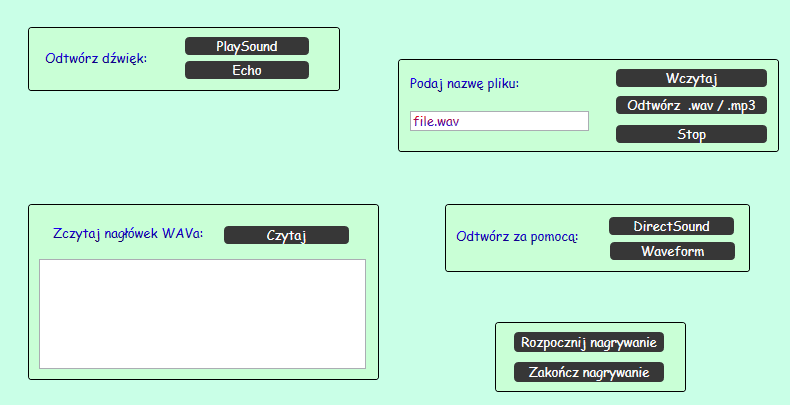 Odtwórz dźwięk:
PlaySound
Echo
Podaj nazwę pliku:
file.wav
Wczytaj
Odtwórz .wav / .mp3
Stop
Zczytaj nagłówek WAVa:
Czytaj
Odtwórz za pomocą:
DirectSound
Waveform
Rozpocznij nagrywanie
Zakończ nagrywanie